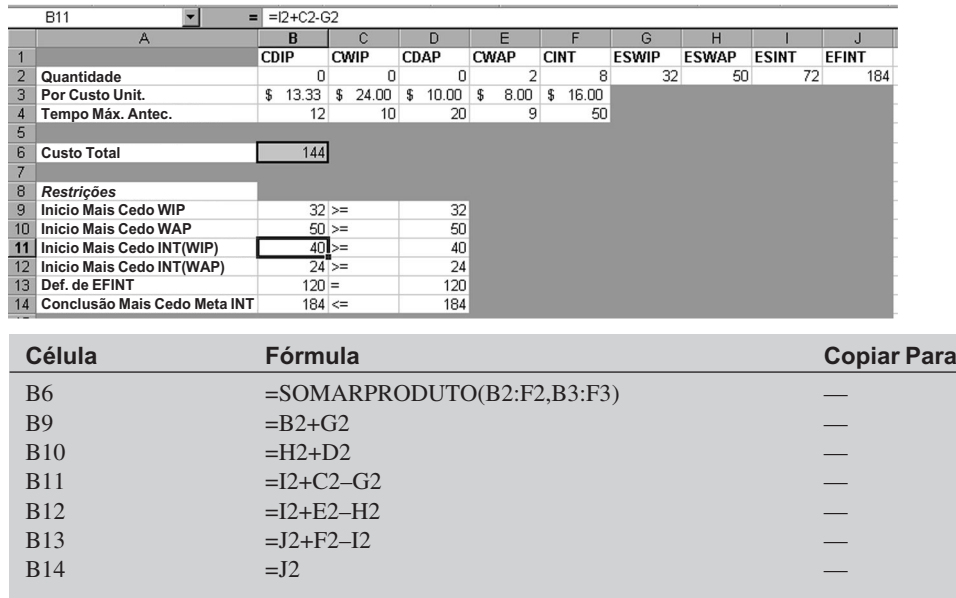 B11 = =I2+C2-G2
A B C D E F G H I J
1 CDIP CWIP CDAP CWAP CINT ESWIP ESWAP ESINT EFINT
2 Quantidade 0 0 0 2 8 32 50 72 184
3 Por Custo Unit. $ 13.33 $ 24.00 $ 10.00 $ 8.00 $ 16.00
4 Tempo Máx. Antec. 12 10 20 9 50
5
6 Custo Total 144
7
8 Restrições
9 Inicio Mais Cedo WIP 32 >= 32
10 Inicio Mais Cedo WAP 50 >= 50
11 Inicio Mais Cedo INT(WIP) 40 >= 40
12 Inicio Mais Cedo INT(WAP) 24 >= 24
13 Def. de EFINT 120 = 120
14 Conclusão Mais Cedo Meta INT 184 <= 184
Célula Fórmula Copiar Para
B6 =SOMARPRODUTO(B2:F2,B3:F3) —
B9 =B2+G2 —
B10 =H2+D2 —
B11 =I2+C2–G2 —
B12 =I2+E2–H2 —
B13 =J2+F2–I2 —
B14 =J2 —